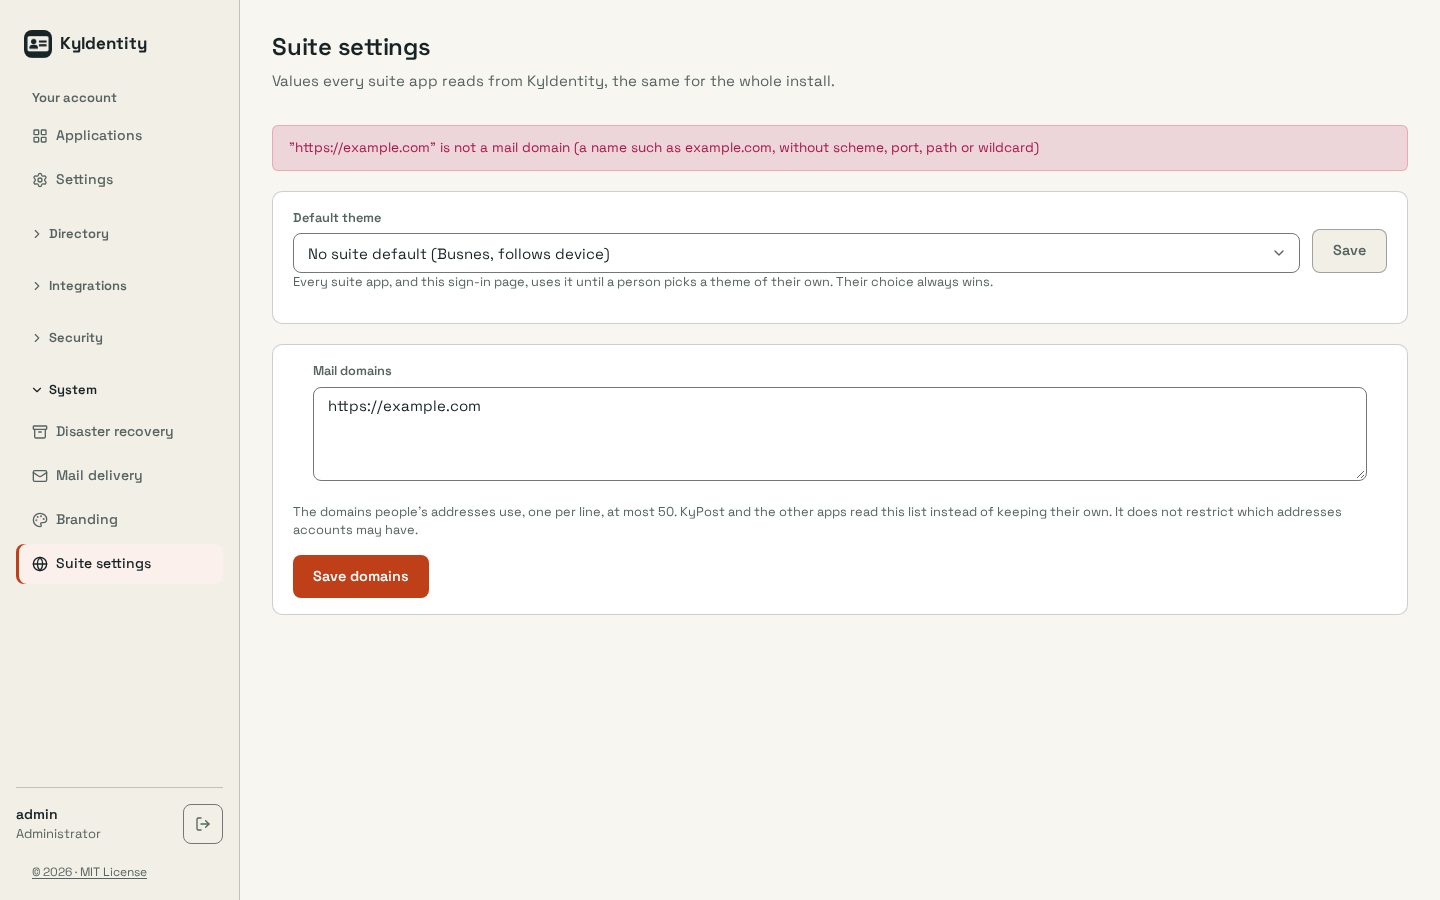 KyIdentity
Your account
Applications
Settings
Directory
Integrations
Security
System
Disaster recovery
Mail delivery
Branding
Suite settings
admin
Administrator
© 2026 · MIT License
Suite settings
Values every suite app reads from KyIdentity, the same for the whole install.
"https://example.com" is not a mail domain (a name such as example.com, without scheme, port, path or wildcard)
Default theme
No suite default (Busnes, follows device)
Save
Every suite app, and this sign-in page, uses it until a person picks a theme of their own. Their choice always wins.
Mail domains
https://example.com
The domains people's addresses use, one per line, at most 50. KyPost and the other apps read this list instead of keeping their own. It does not restrict which addresses
accounts may have.
Save domains